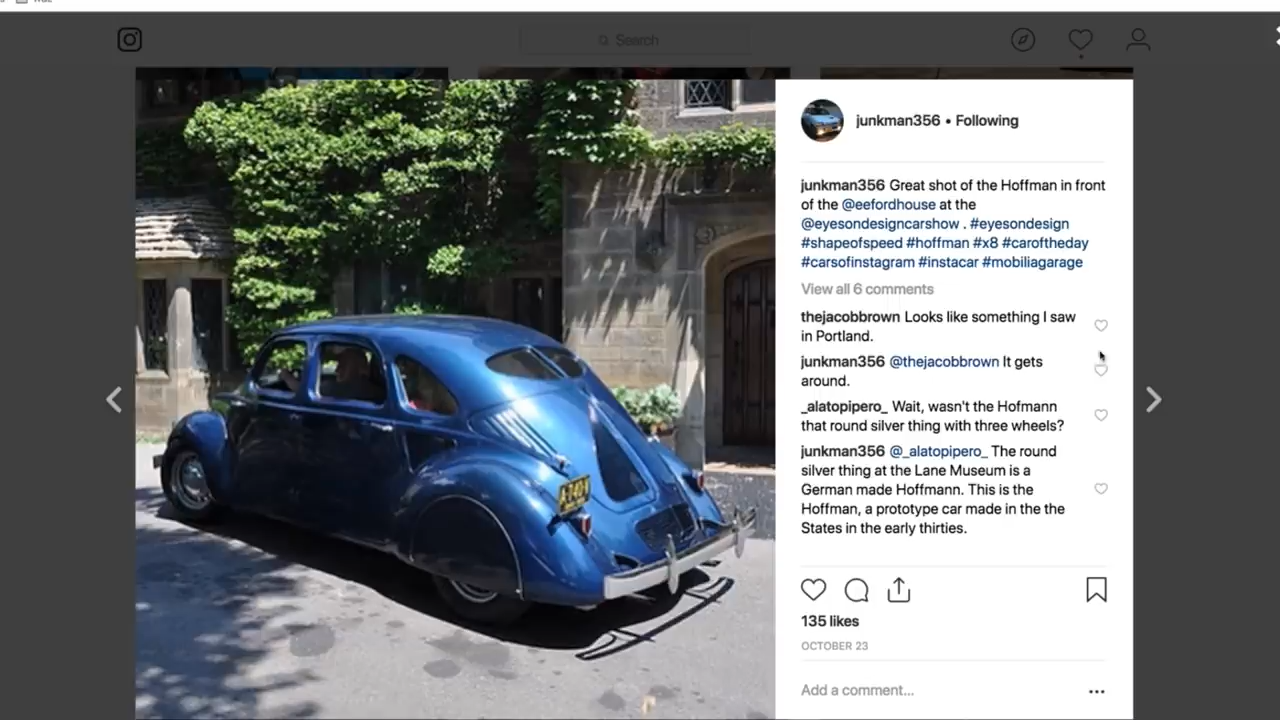 Search
junkman356 • Following
junkman356 Great shot of the Hoffman in front
of the @eefordhouse at the
@eyesondesigncarshow . #eyesondesign
#shapeofspeed #hoffman #x8 #caroftheday
#carsofinstagram #instacar #mobiliagarage
View all 6 comments
thejacobbrown Looks like something I saw
in Portland.
junkman356 @thejacobbrown It gets
around.
_alatopipero_ Wait, wasn't the Hofmann
that round silver thing with three wheels?
junkman356 @_alatopipero_ The round
silver thing at the Lane Museum is a
German made Hoffmann. This is the
Hoffman, a prototype car made in the the
States in the early thirties.
135 likes
OCTOBER 23
Add a comment...